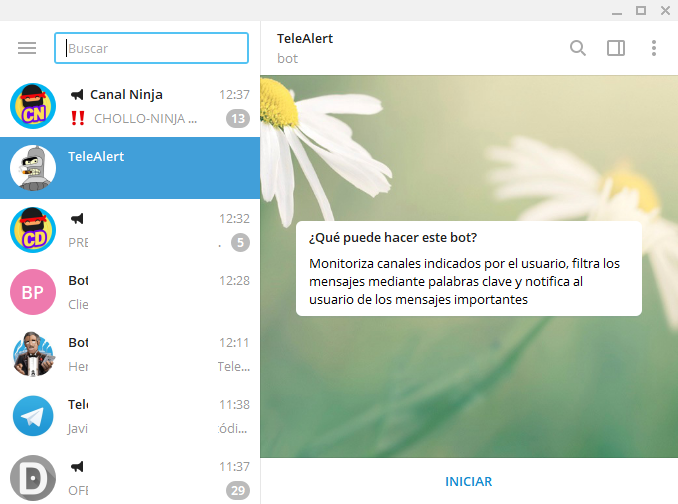 Buscar
TeleAlert
bot
CN
Canal Ninja
12:37
!! CHOLLO-NINJA ...
13
TeleAlert
CD
12:32
PRE
.
5
BP
Bot
12:28
Clie
Bot
12:11
Her
Tele...
Tele
11:38
Javi
códi...
D
11:37
OFE
29
¿Qué puede hacer este bot?
Monitoriza canales indicados por el usuario, filtra los
mensajes mediante palabras clave y notifica al
usuario de los mensajes importantes
INICIAR